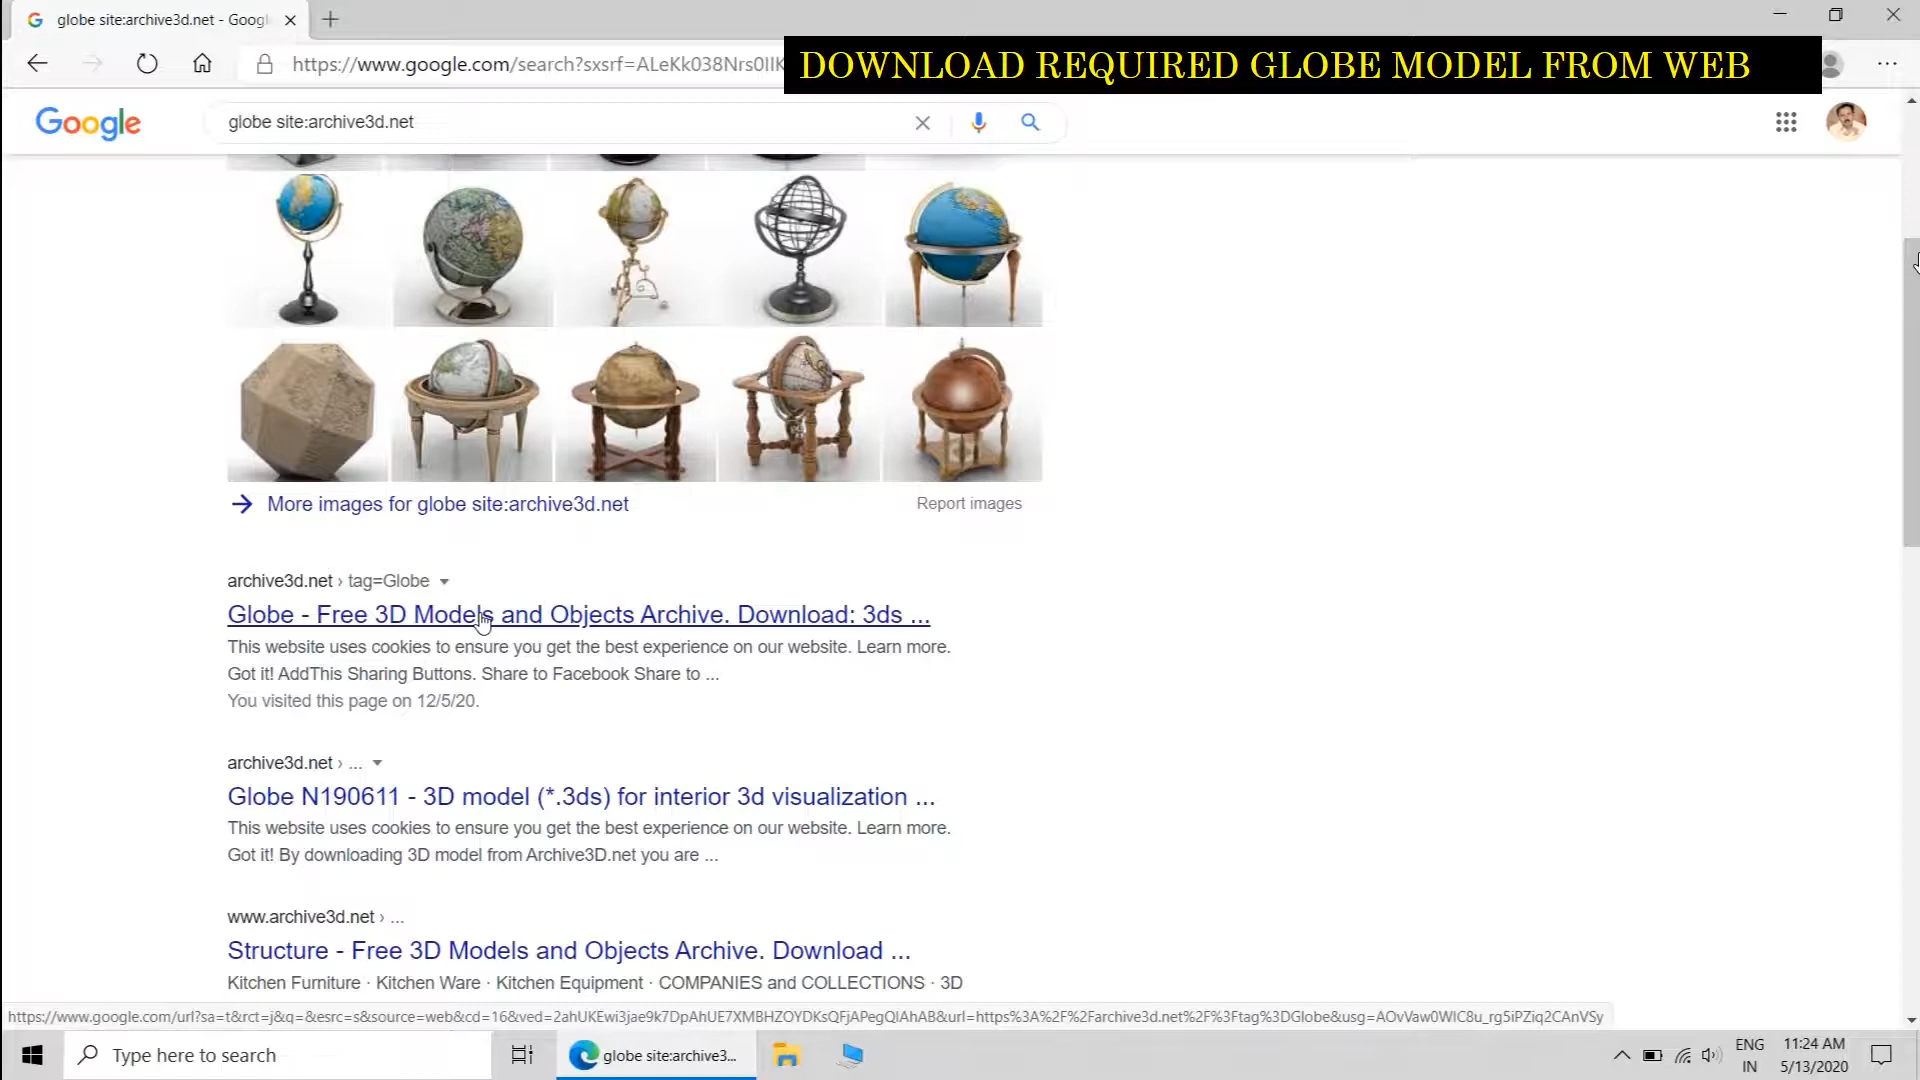 globe site:archive3d.net - Googl
https://www.google.com/search?sxsrf=ALeKk038Nrs0IIK
DOWNLOAD REQUIRED GLOBE MODEL FROM WEB
Google
globe site:archive3d.net
More images for globe site:archive3d.net
Report images
archive3d.net › tag=Globe
Globe - Free 3D Models and Objects Archive. Download: 3ds ...
This website uses cookies to ensure you get the best experience on our website. Learn more.
Got it! AddThis Sharing Buttons. Share to Facebook Share to ...
You visited this page on 12/5/20.
archive3d.net › ...
Globe N190611 - 3D model (*.3ds) for interior 3d visualization ...
This website uses cookies to ensure you get the best experience on our website. Learn more.
Got it! By downloading 3D model from Archive3D.net you are ...
www.archive3d.net › ...
Structure - Free 3D Models and Objects Archive. Download ...
Kitchen Furniture · Kitchen Ware · Kitchen Equipment · COMPANIES and COLLECTIONS · 3D
https://www.google.com/url?sa=t&rct=j&q=&esrc=s&source=web&cd=16&ved=2ahUKEwi3jae9k7DpAhUE7XMBHZOYDKsQFjAPegQIAhAB&url=https%3A%2F%2Farchive3d.net%2F%3Ftag%3DGlobe&usg=AOvVaw0WIC8u_rg5iPZiq2CAnVSy
Type here to search
globe site:archive3...
ENG
IN
11:24 AM
5/13/2020